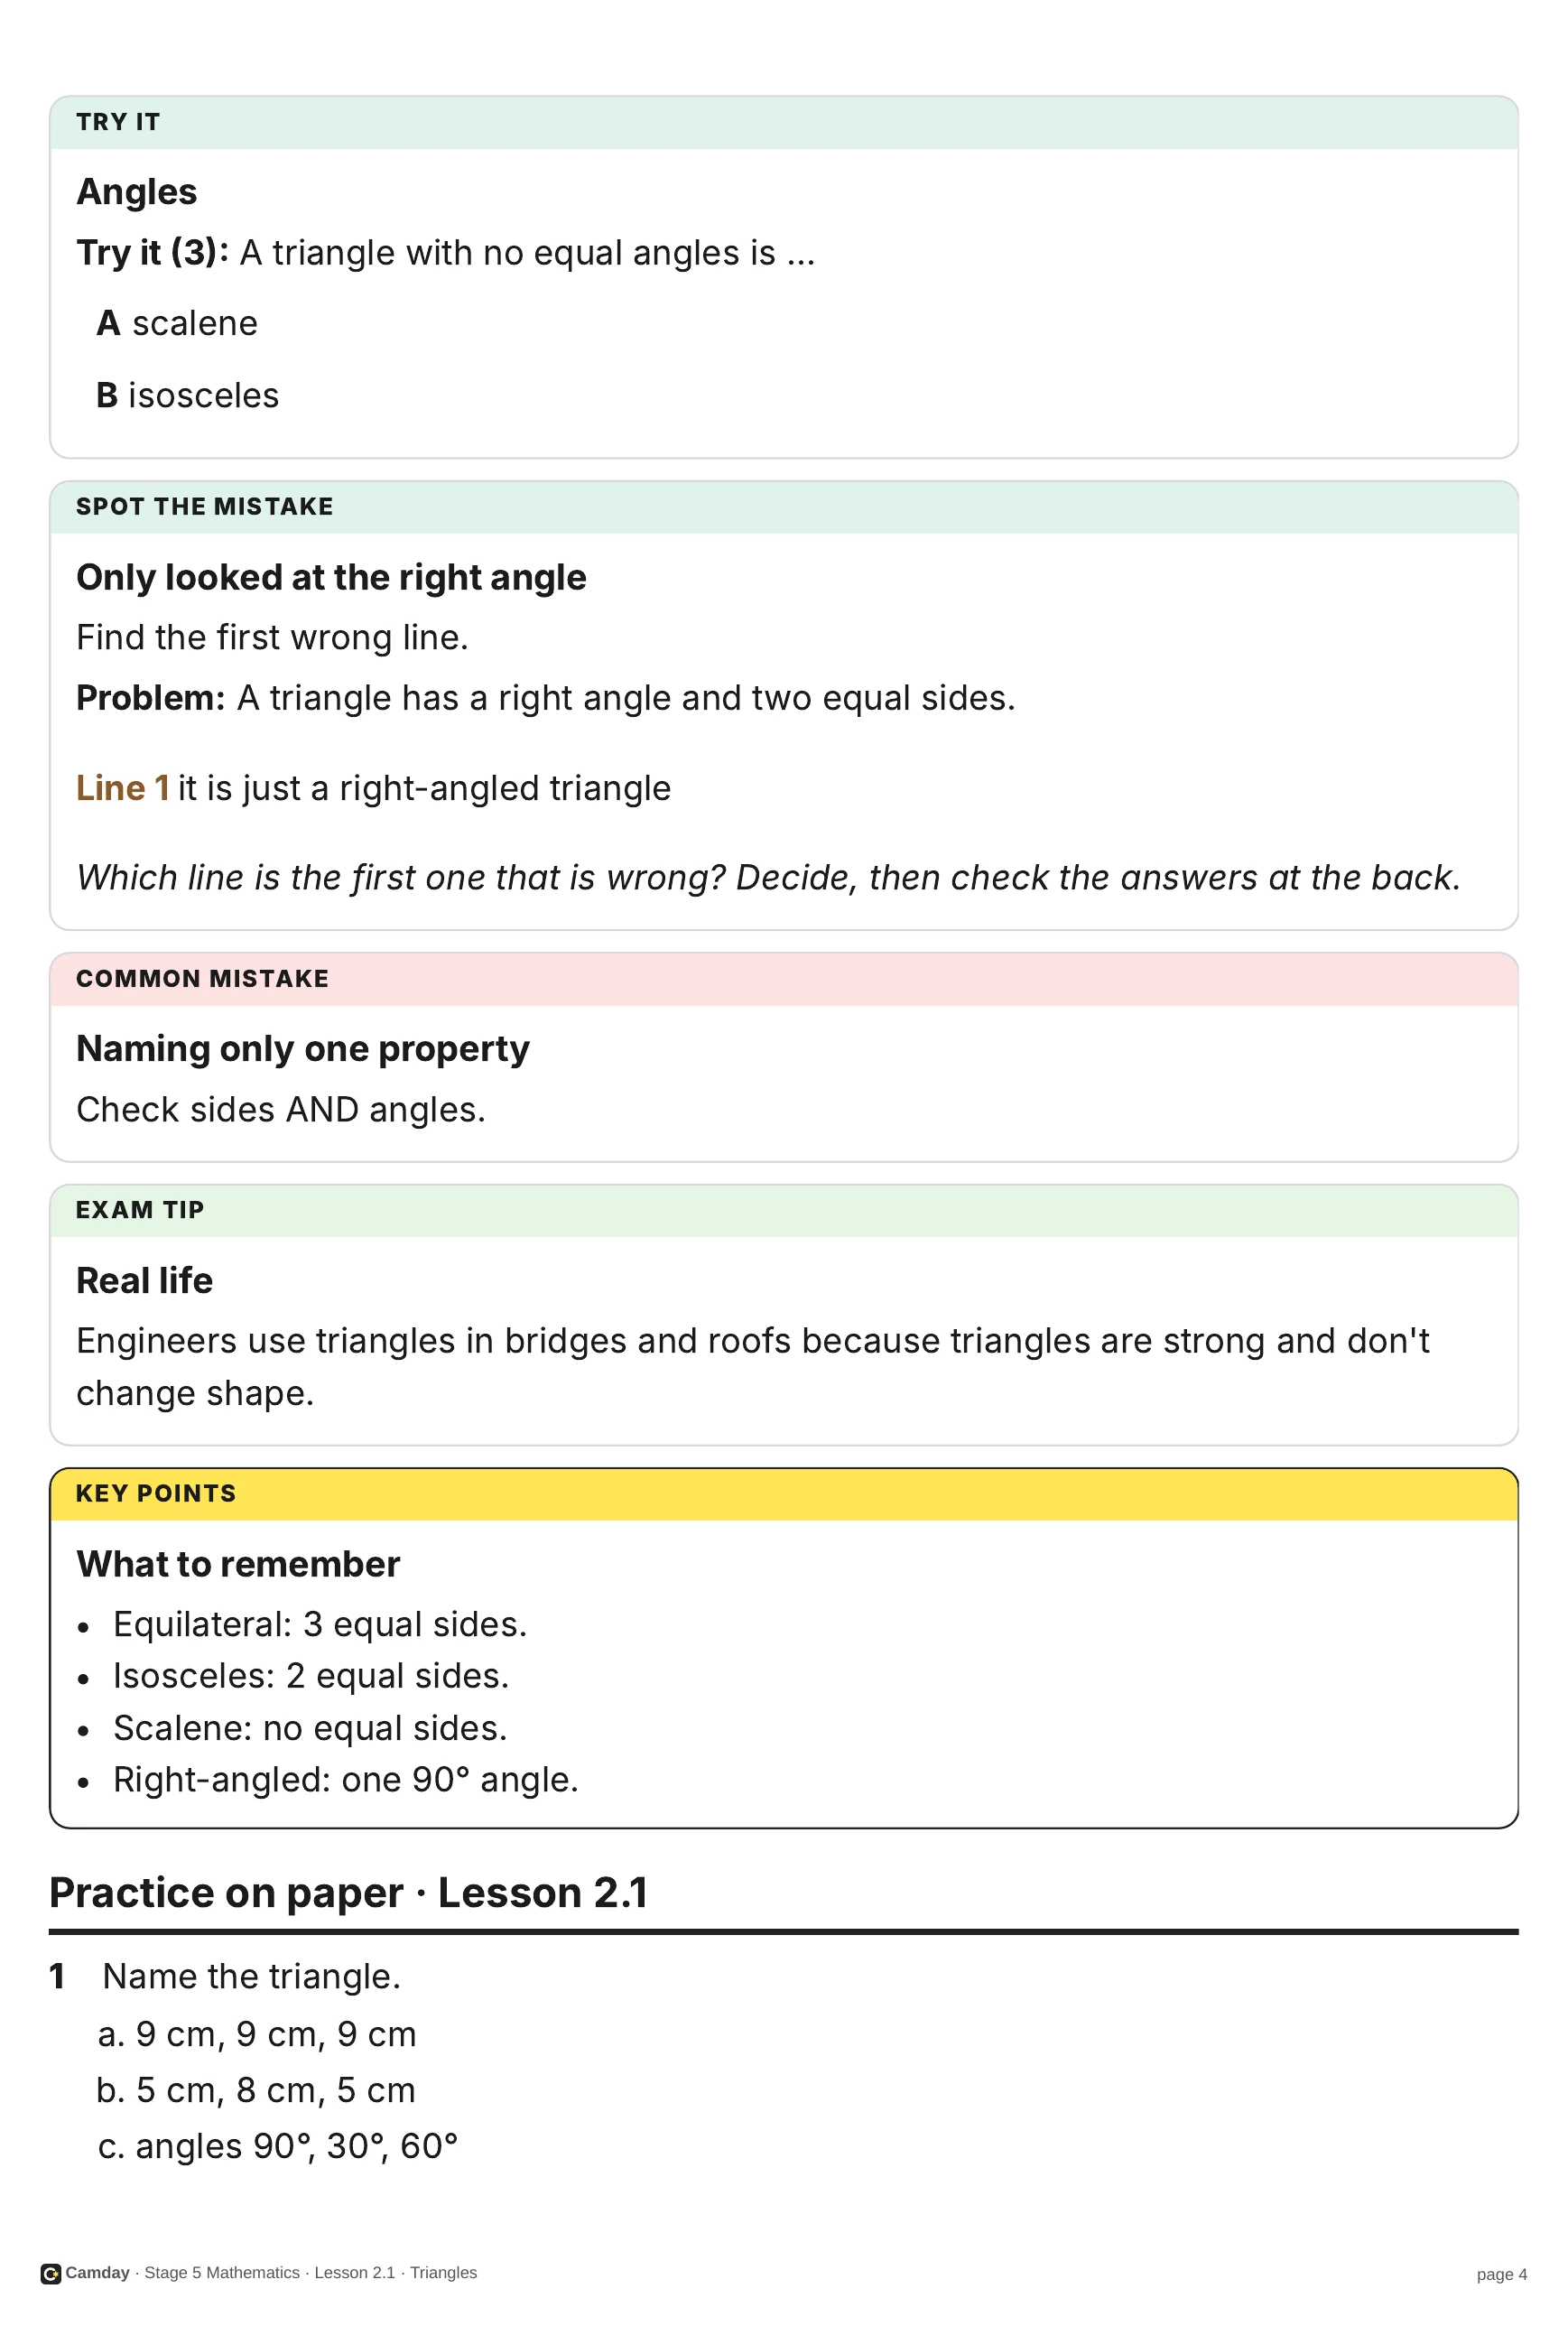 TRY IT
Angles
Try it (3): A triangle with no equal angles is ...
A scalene
B isosceles
SPOT THE MISTAKE
Only looked at the right angle
Find the first wrong line.
Problem: A triangle has a right angle and two equal sides.
Line 1 it is just a right-angled triangle
Which line is the first one that is wrong? Decide, then check the answers at the back.
COMMON MISTAKE
Naming only one property
Check sides AND angles.
EXAM TIP
Real life
Engineers use triangles in bridges and roofs because triangles are strong and don't
change shape.
KEY POINTS
What to remember
• Equilateral: 3 equal sides.
• Isosceles: 2 equal sides.
• Scalene: no equal sides.
• Right-angled: one 90° angle.
Practice on paper · Lesson 2.1
1 Name the triangle.
a. 9 cm, 9 cm, 9 cm
b. 5 cm, 8 cm, 5 cm
c. angles 90°, 30°, 60°
Camday · Stage 5 Mathematics · Lesson 2.1 · Triangles
page 4